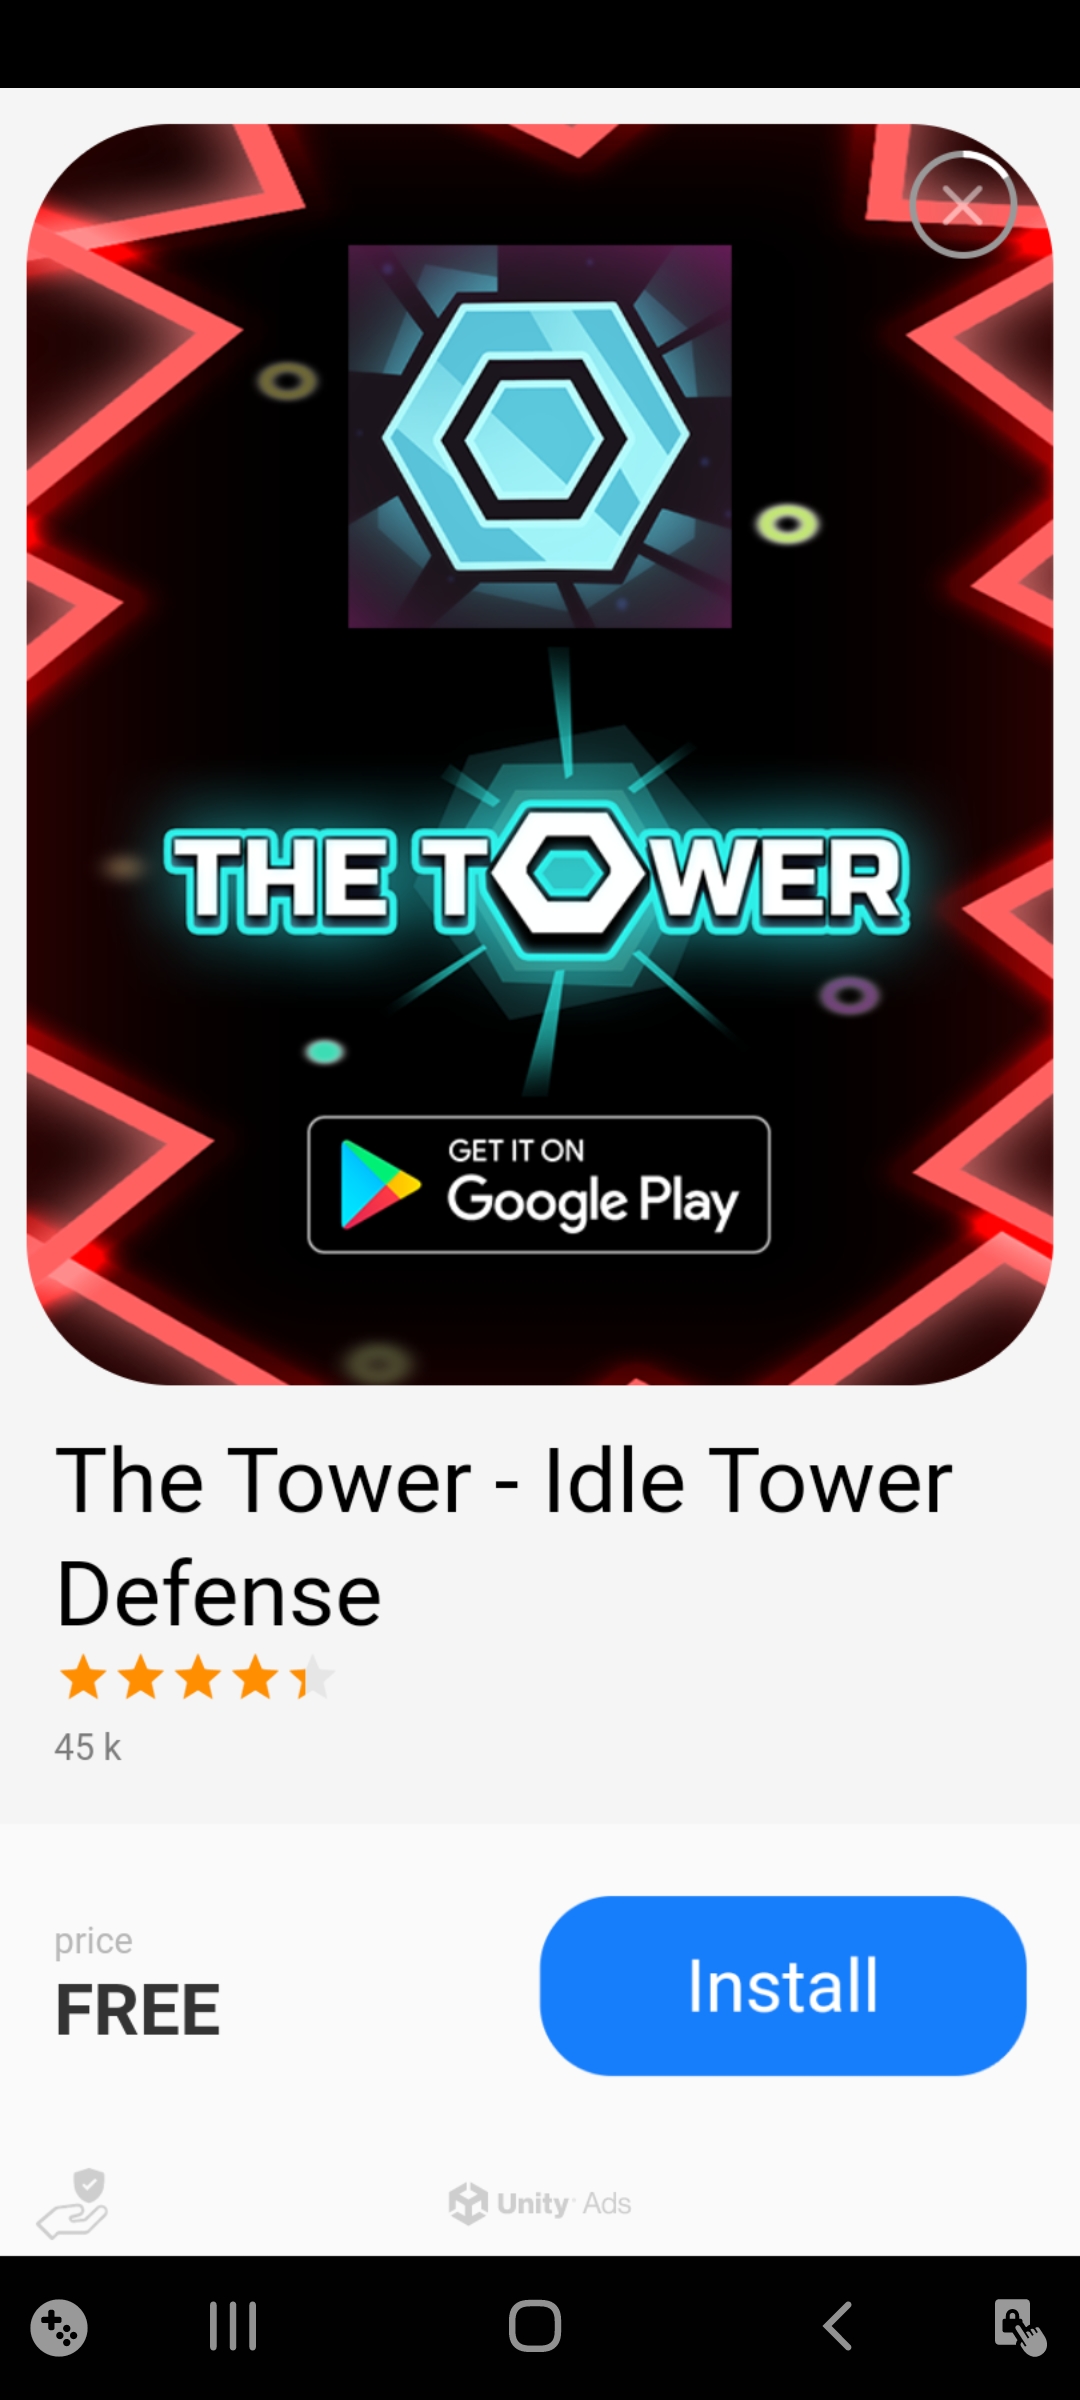 THE TOWER
GET IT ON
Google Play
The Tower - Idle Tower
Defense
45 k
price
FREE
Install
Unity Ads